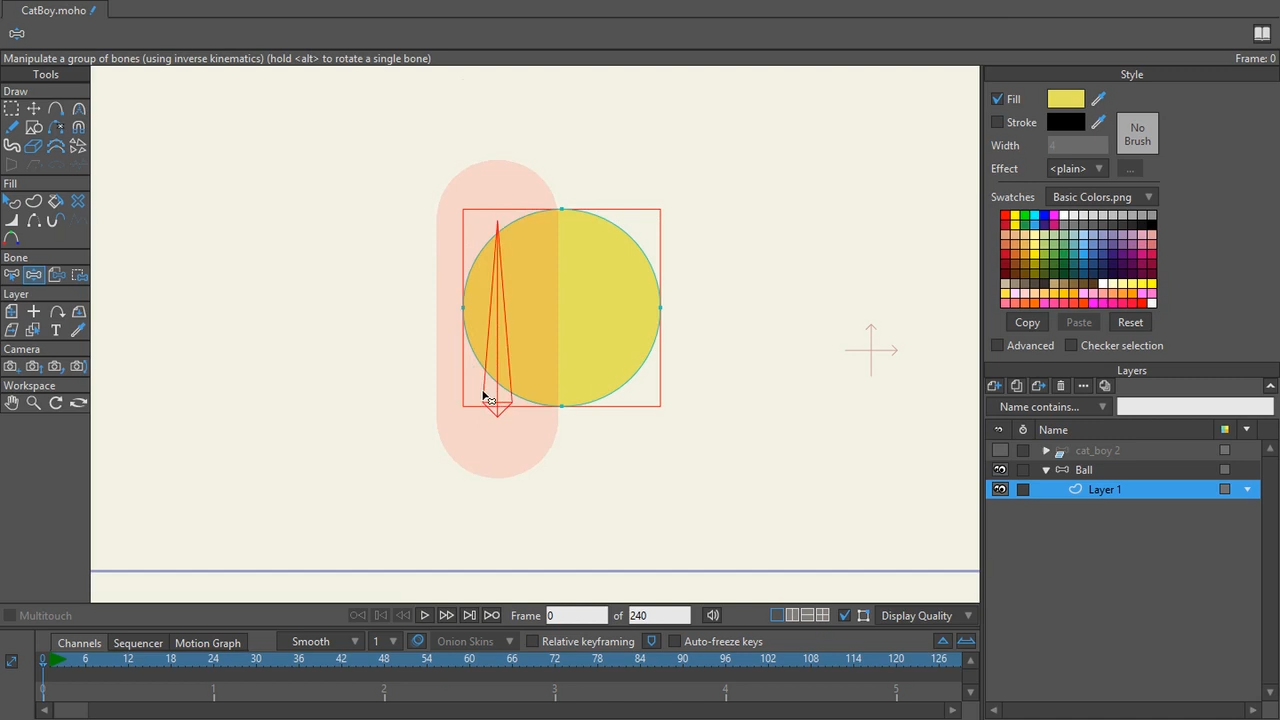 CatBoy.moho
Manipulate a group of bones (using inverse kinematics) (hold <alt> to rotate a single bone)
Frame: 0
Tools
Draw
Fill
Bone
Layer
T
Camera
Workspace
Style
Fill
Stroke
No Brush
Width 4
Effect <plain> ...
Swatches Basic Colors.png
Copy Paste Reset
Advanced Checker selection
Layers
Name contains...
Name
cat_boy 2
Ball
Layer 1
Multitouch
Frame 0 of 240
Display Quality
Channels Sequencer Motion Graph Smooth 1 Onion Skins Relative keyframing Auto-freeze keys
0 6 12 18 24 30 36 42 48 54 60 66 72 78 84 90 96 102 108 114 120 126
0 1 2 3 4 5